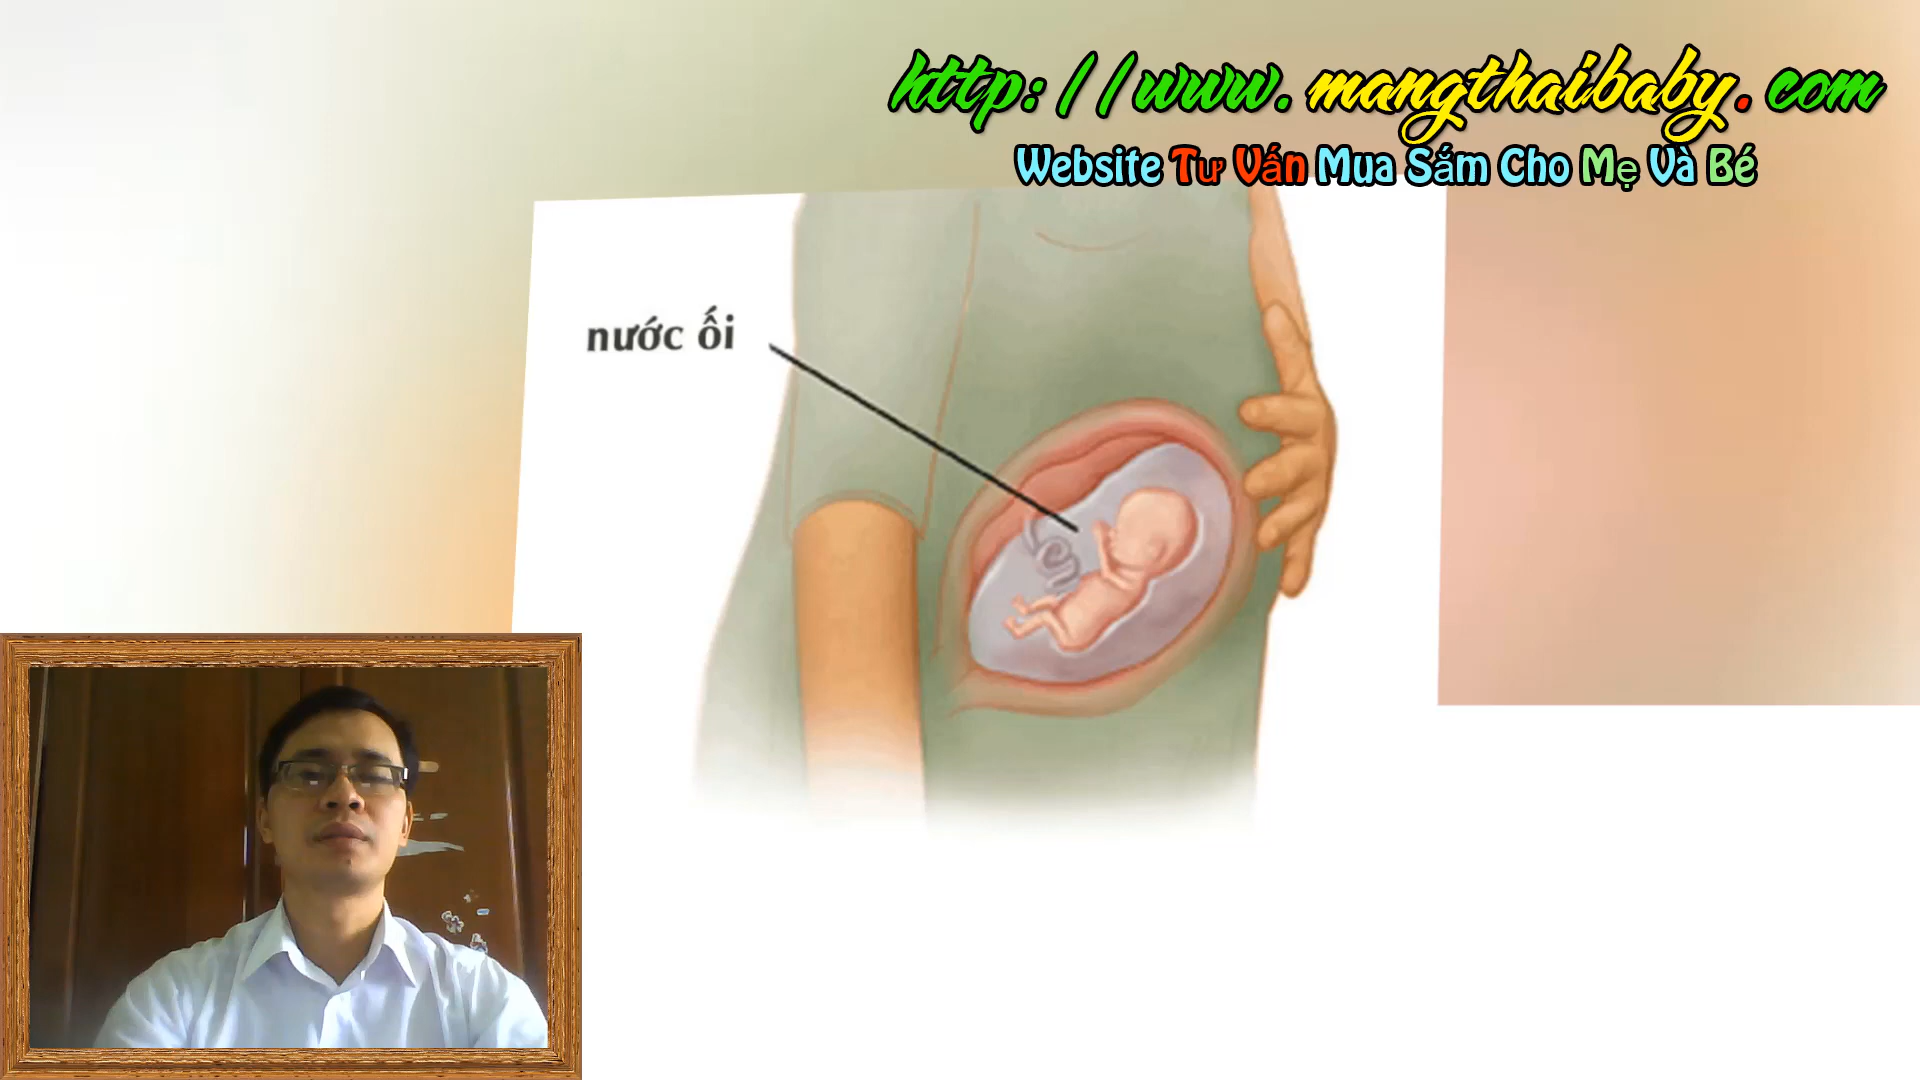 http://www.mangthaibaby.com
Website Tư Vấn Mua Sắm Cho Mẹ Và Bé
nước ối